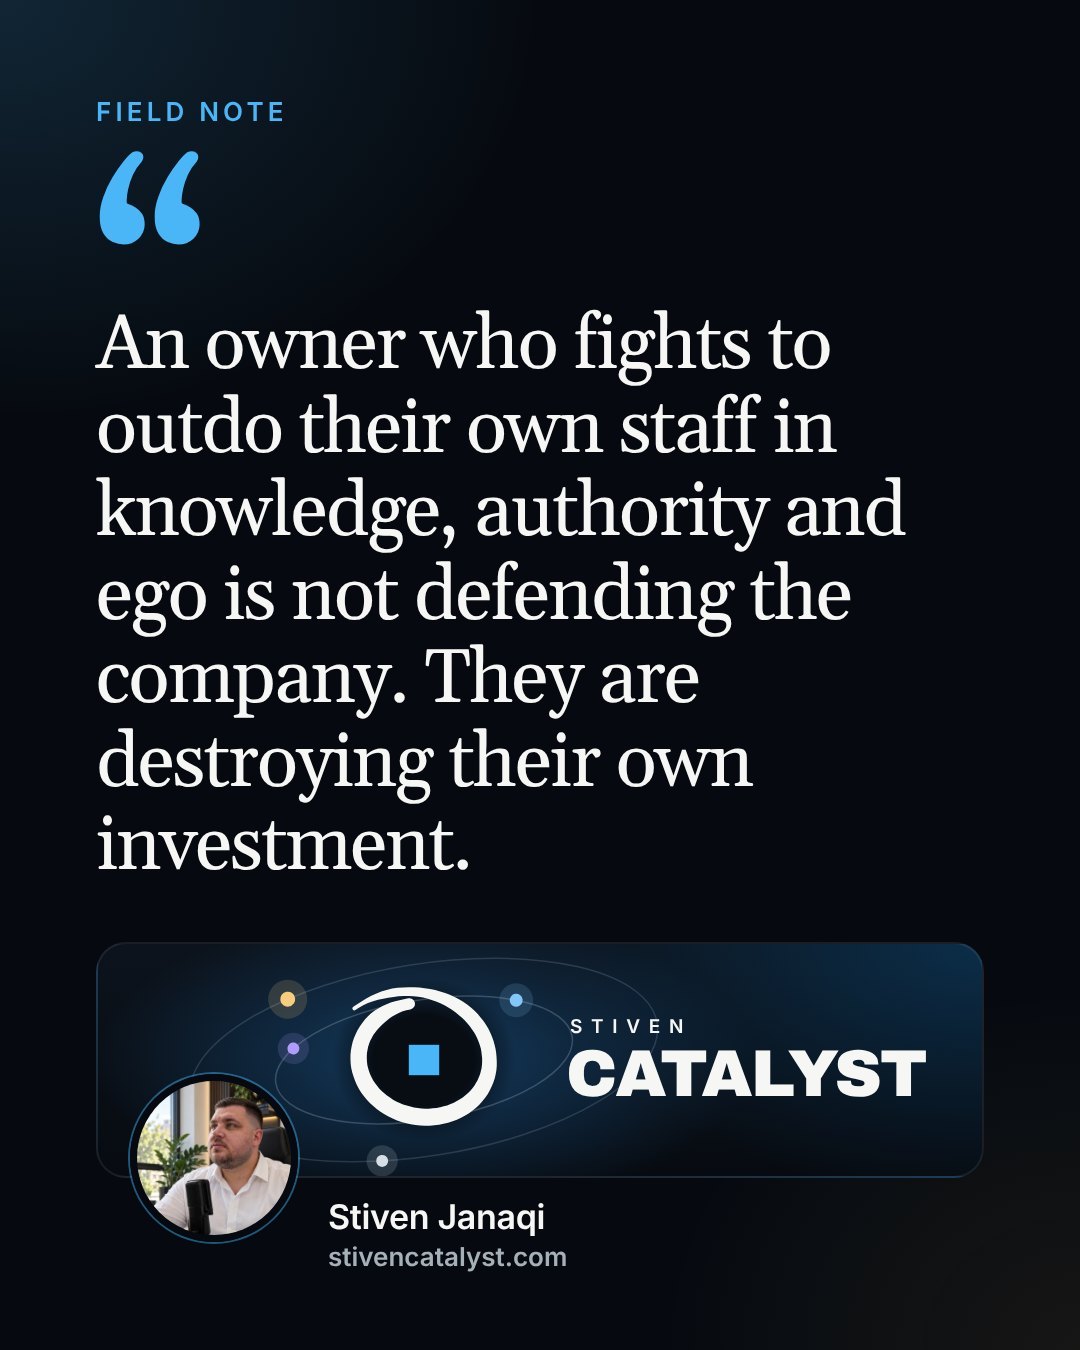 FIELD NOTE
“
An owner who fights to
outdo their own staff in
knowledge, authority and
ego is not defending the
company. They are
destroying their own
investment.
STIVEN
CATALYST
Stiven Janaqi
stivencatalyst.com